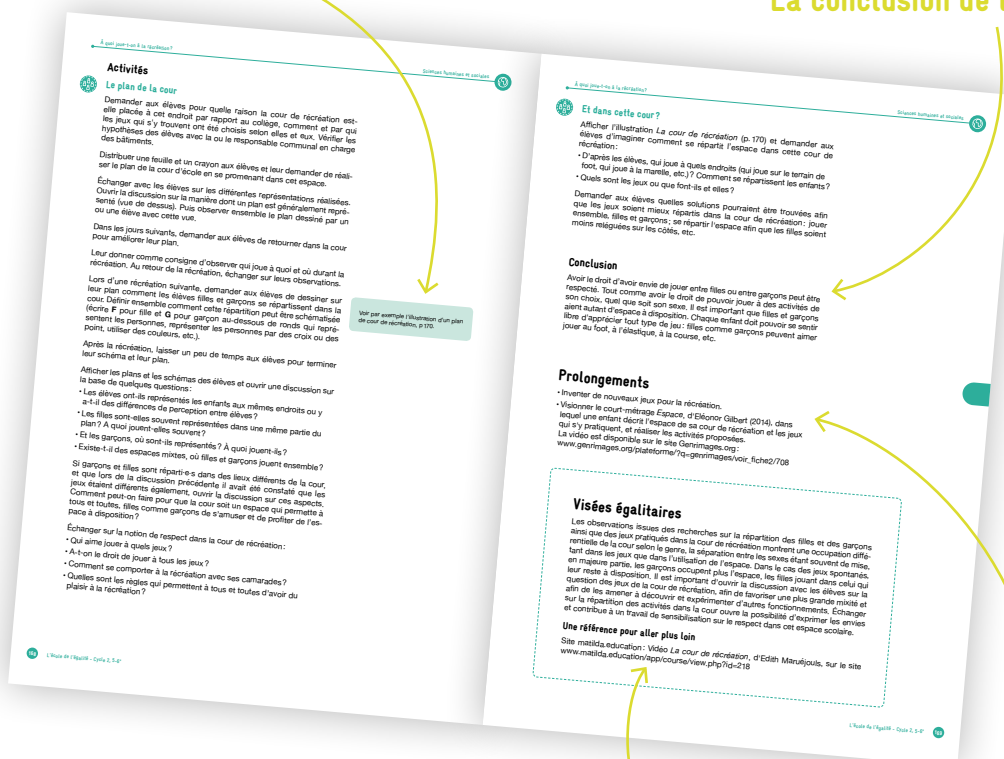 La conclusion de l
À quoi joue-t-on à la récréation?
Sciences humaines et sociales
Activités
Le plan de la cour
Demander aux élèves pour quelle raison la cour de récréation est-
elle placée à cet endroit par rapport au collège, comment et par qui
les jeux qui s'y trouvent ont été choisis selon elles et eux. Vérifier les
hypothèses des élèves avec la ou le responsable communal en charge
des bâtiments.
Distribuer une feuille et un crayon aux élèves et leur demander de réali-
ser le plan de la cour d'école en se promenant dans cet espace.
Échanger avec les élèves sur les différentes représentations réalisées.
Ouvrir la discussion sur la manière dont un plan est généralement repré-
senté (vue de dessus). Puis observer ensemble le plan dessiné par un
ou une élève avec cette vue.
Dans les jours suivants, demander aux élèves de retourner dans la cour
pour améliorer leur plan.
Leur donner comme consigne d'observer qui joue à quoi et où durant la
récréation. Au retour de la récréation, échanger sur leurs observations.
Lors d'une récréation suivante, demander aux élèves de dessiner sur
leur plan comment les élèves filles et garçons se répartissent dans la
cour. Définir ensemble comment cette répartition peut être schématisée
(écrire F pour fille et G pour garçon au-dessous de ronds qui repré-
sentent les personnes, représenter les personnes par des croix ou des
point, utiliser des couleurs, etc.).
Voir par exemple l'illustration d'un plan
de cour de récréation, p 170.
Après la récréation, laisser un peu de temps aux élèves pour terminer
leur schéma et leur plan.
Afficher les plans et les schémas des élèves et ouvrir une discussion sur
la base de quelques questions:
• Les élèves ont-ils représentés les enfants aux mêmes endroits ou y
a-t-il des différences de perception entre élèves?
• Les filles sont-elles souvent représentées dans une même partie du
plan? A quoi jouent-elles souvent?
• Et les garçons, où sont-ils représentés? À quoi jouent-ils?
• Existe-t-il des espaces mixtes, où filles et garçons jouent ensemble?
Si garçons et filles sont réparti·e·s dans des lieux différents de la cour,
et que lors de la discussion précédente il avait été constaté que les
jeux étaient différents également, ouvrir la discussion sur ces aspects.
Comment peut-on faire pour que la cour soit un espace qui permette à
tous et toutes, filles comme garçons de s'amuser et de profiter de l'es-
pace à disposition?
Échanger sur la notion de respect dans la cour de récréation:
• Qui aime jouer à quels jeux?
• A-t-on le droit de jouer à tous les jeux?
• Comment se comporter à la récréation avec ses camarades?
• Quelles sont les règles qui permettent à tous et toutes d'avoir du
plaisir à la récréation?
168 L'école de l'égalité – Cycle 2, 5-6e
À quoi joue-t-on à la récréation?
Sciences humaines et sociales
Et dans cette cour?
Afficher l'illustration La cour de récréation (p. 170) et demander aux
élèves d'imaginer comment se répartit l'espace dans cette cour de
récréation:
• D'après les élèves, qui joue à quels endroits (qui joue sur le terrain de
foot, qui joue à la marelle, etc.)? Comment se répartissent les enfants?
• Quels sont les jeux ou que font-ils et elles?
Demander aux élèves quelles solutions pourraient être trouvées afin
que les jeux soient mieux répartis dans la cour de récréation: jouer
ensemble, filles et garçons; se répartir l'espace afin que les filles soient
moins reléguées sur les côtés, etc.
Conclusion
Avoir le droit d'avoir envie de jouer entre filles ou entre garçons peut être
respecté. Tout comme avoir le droit de pouvoir jouer à des activités de
son choix, quel que soit son sexe. Il est important que filles et garçons
aient autant d'espace à disposition. Chaque enfant doit pouvoir se sentir
libre d'apprécier tout type de jeu: filles comme garçons peuvent aimer
jouer au foot, à l'élastique, à la course, etc.
Prolongements
• Inventer de nouveaux jeux pour la récréation.
• Visionner le court-métrage Espace, d'Eléonor Gilbert (2014), dans
lequel une enfant décrit l'espace de sa cour de récréation et les jeux
qui s'y pratiquent, et réaliser les activités proposées.
La vidéo est disponible sur le site Genrimages.org:
www.genrimages.org/plateforme/?q=genrimages/voir_fiche2/708
Visées égalitaires
Les observations issues des recherches sur la répartition des filles et des garçons
ainsi que des jeux pratiqués dans la cour de récréation montrent une occupation diffé-
rentielle de la cour selon le genre, la séparation entre les sexes étant souvent de mise,
tant dans les jeux que dans l'utilisation de l'espace. Dans le cas des jeux spontanés,
en majeure partie, les garçons occupent plus l'espace, les filles jouant dans celui qui
leur reste à disposition. Il est important d'ouvrir la discussion avec les élèves sur la
question des jeux de la cour de récréation, afin de favoriser une plus grande mixité et
afin de les amener à découvrir et expérimenter d'autres fonctionnements. Échanger
sur la répartition des activités dans la cour ouvre la possibilité d'exprimer les envies
et contribue à un travail de sensibilisation sur le respect dans cet espace scolaire.
Une référence pour aller plus loin
Site matilda.education: Vidéo La cour de récréation, d'Edith Maruéjouls, sur le site
www.matilda.education/app/course/view.php?id=218
L'école de l'égalité – Cycle 2, 5-6e 169